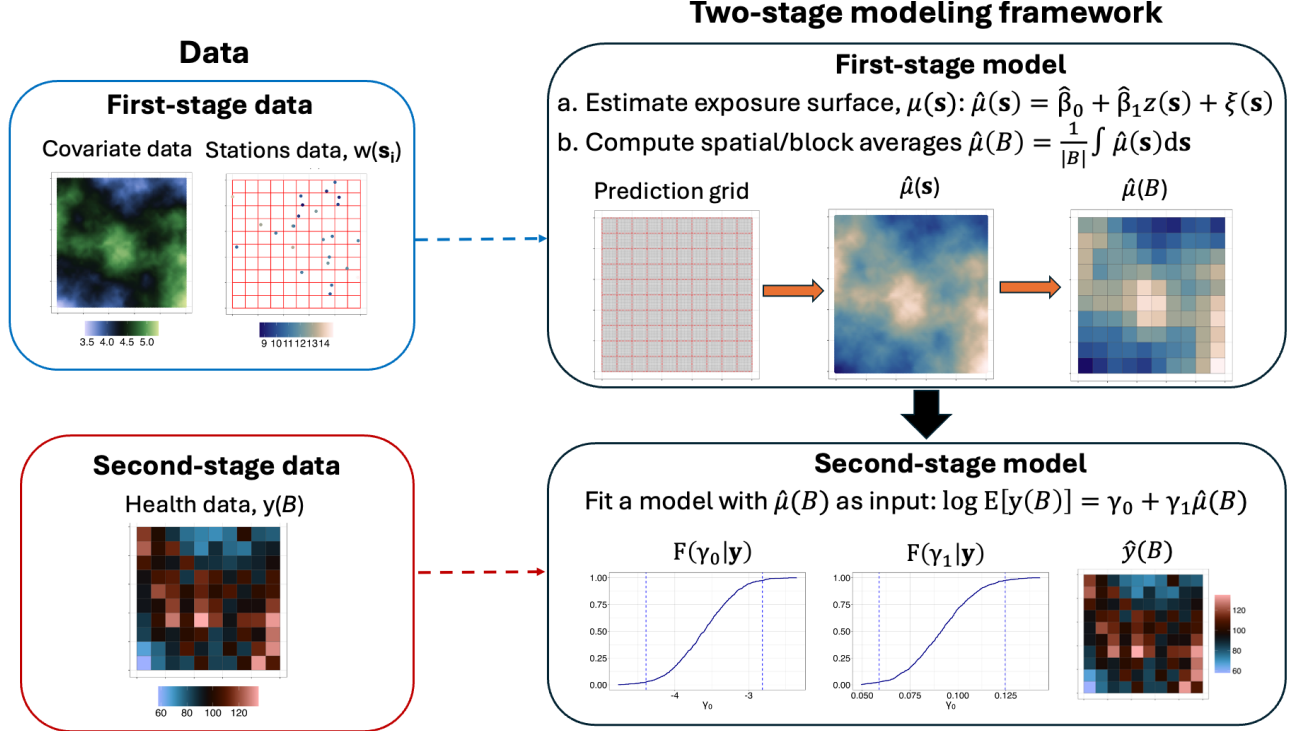 Two-stage modeling framework
Data
First-stage data
Covariate data
Stations data, w(sᵢ)
3.5 4.0 4.5 5.0
9 10 11 12 13 14
First-stage model
a. Estimate exposure surface, μ(s): μ̂(s) = β̂₀ + β̂₁z(s) + ξ(s)
b. Compute spatial/block averages μ̂(B) = 1/|B| ∫ μ̂(s)ds
Prediction grid
μ̂(s)
μ̂(B)
Second-stage data
Health data, y(B)
60 80 100 120
Second-stage model
Fit a model with μ̂(B) as input: log E[y(B)] = γ₀ + γ₁μ̂(B)
F(γ₀|y)
1.00
0.75
0.50
0.25
0.00
-4 -3
γ₀
F(γ₁|y)
1.00
0.75
0.50
0.25
0.00
0.050 0.075 0.100 0.125
γ₀
ŷ(B)
120
100
80
60